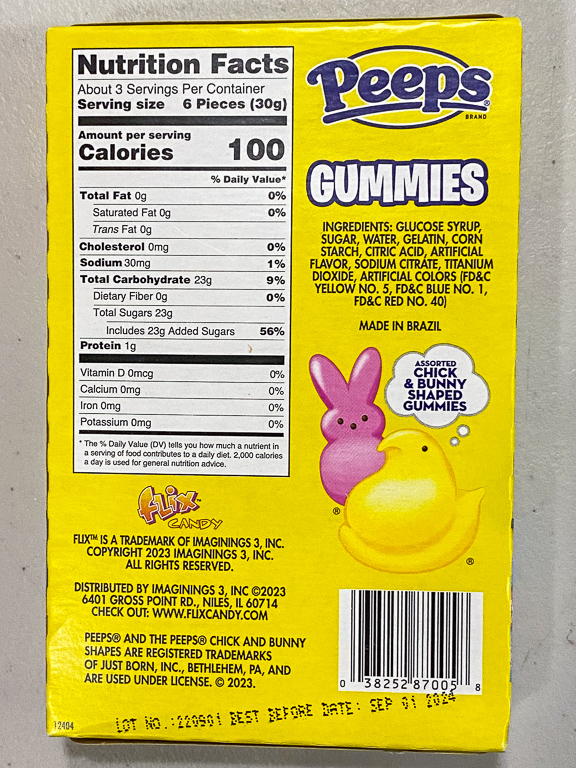 Nutrition Facts
About 3 Servings Per Container
Serving size 6 Pieces (30g)
Amount per serving
Calories 100
% Daily Value*
Total Fat 0g 0%
Saturated Fat 0g 0%
Trans Fat 0g
Cholesterol 0mg 0%
Sodium 30mg 1%
Total Carbohydrate 23g 9%
Dietary Fiber 0g 0%
Total Sugars 23g
Includes 23g Added Sugars 56%
Protein 1g
Vitamin D 0mcg 0%
Calcium 0mg 0%
Iron 0mg 0%
Potassium 0mg 0%
* The % Daily Value (DV) tells you how much a nutrient in
a serving of food contributes to a daily diet. 2,000 calories
a day is used for general nutrition advice.
Peeps®
BRAND
GUMMIES
INGREDIENTS: GLUCOSE SYRUP,
SUGAR, WATER, GELATIN, CORN
STARCH, CITRIC ACID, ARTIFICIAL
FLAVOR, SODIUM CITRATE, TITANIUM
DIOXIDE, ARTIFICIAL COLORS (FD&C
YELLOW NO. 5, FD&C BLUE NO. 1,
FD&C RED NO. 40)
MADE IN BRAZIL
ASSORTED
CHICK
& BUNNY
SHAPED
GUMMIES
®
®
flix™
CANDY
FLIX™ IS A TRADEMARK OF IMAGININGS 3, INC.
COPYRIGHT 2023 IMAGININGS 3, INC.
ALL RIGHTS RESERVED.
DISTRIBUTED BY IMAGININGS 3, INC ©2023
6401 GROSS POINT RD., NILES, IL 60714
CHECK OUT: WWW.FLIXCANDY.COM
PEEPS® AND THE PEEPS® CHICK AND BUNNY
SHAPES ARE REGISTERED TRADEMARKS
OF JUST BORN, INC., BETHLEHEM, PA, AND
ARE USED UNDER LICENSE. © 2023.
0 38252 87005 8
12404
LOT NO.:220901 BEST BEFORE DATE: SEP 01 2024